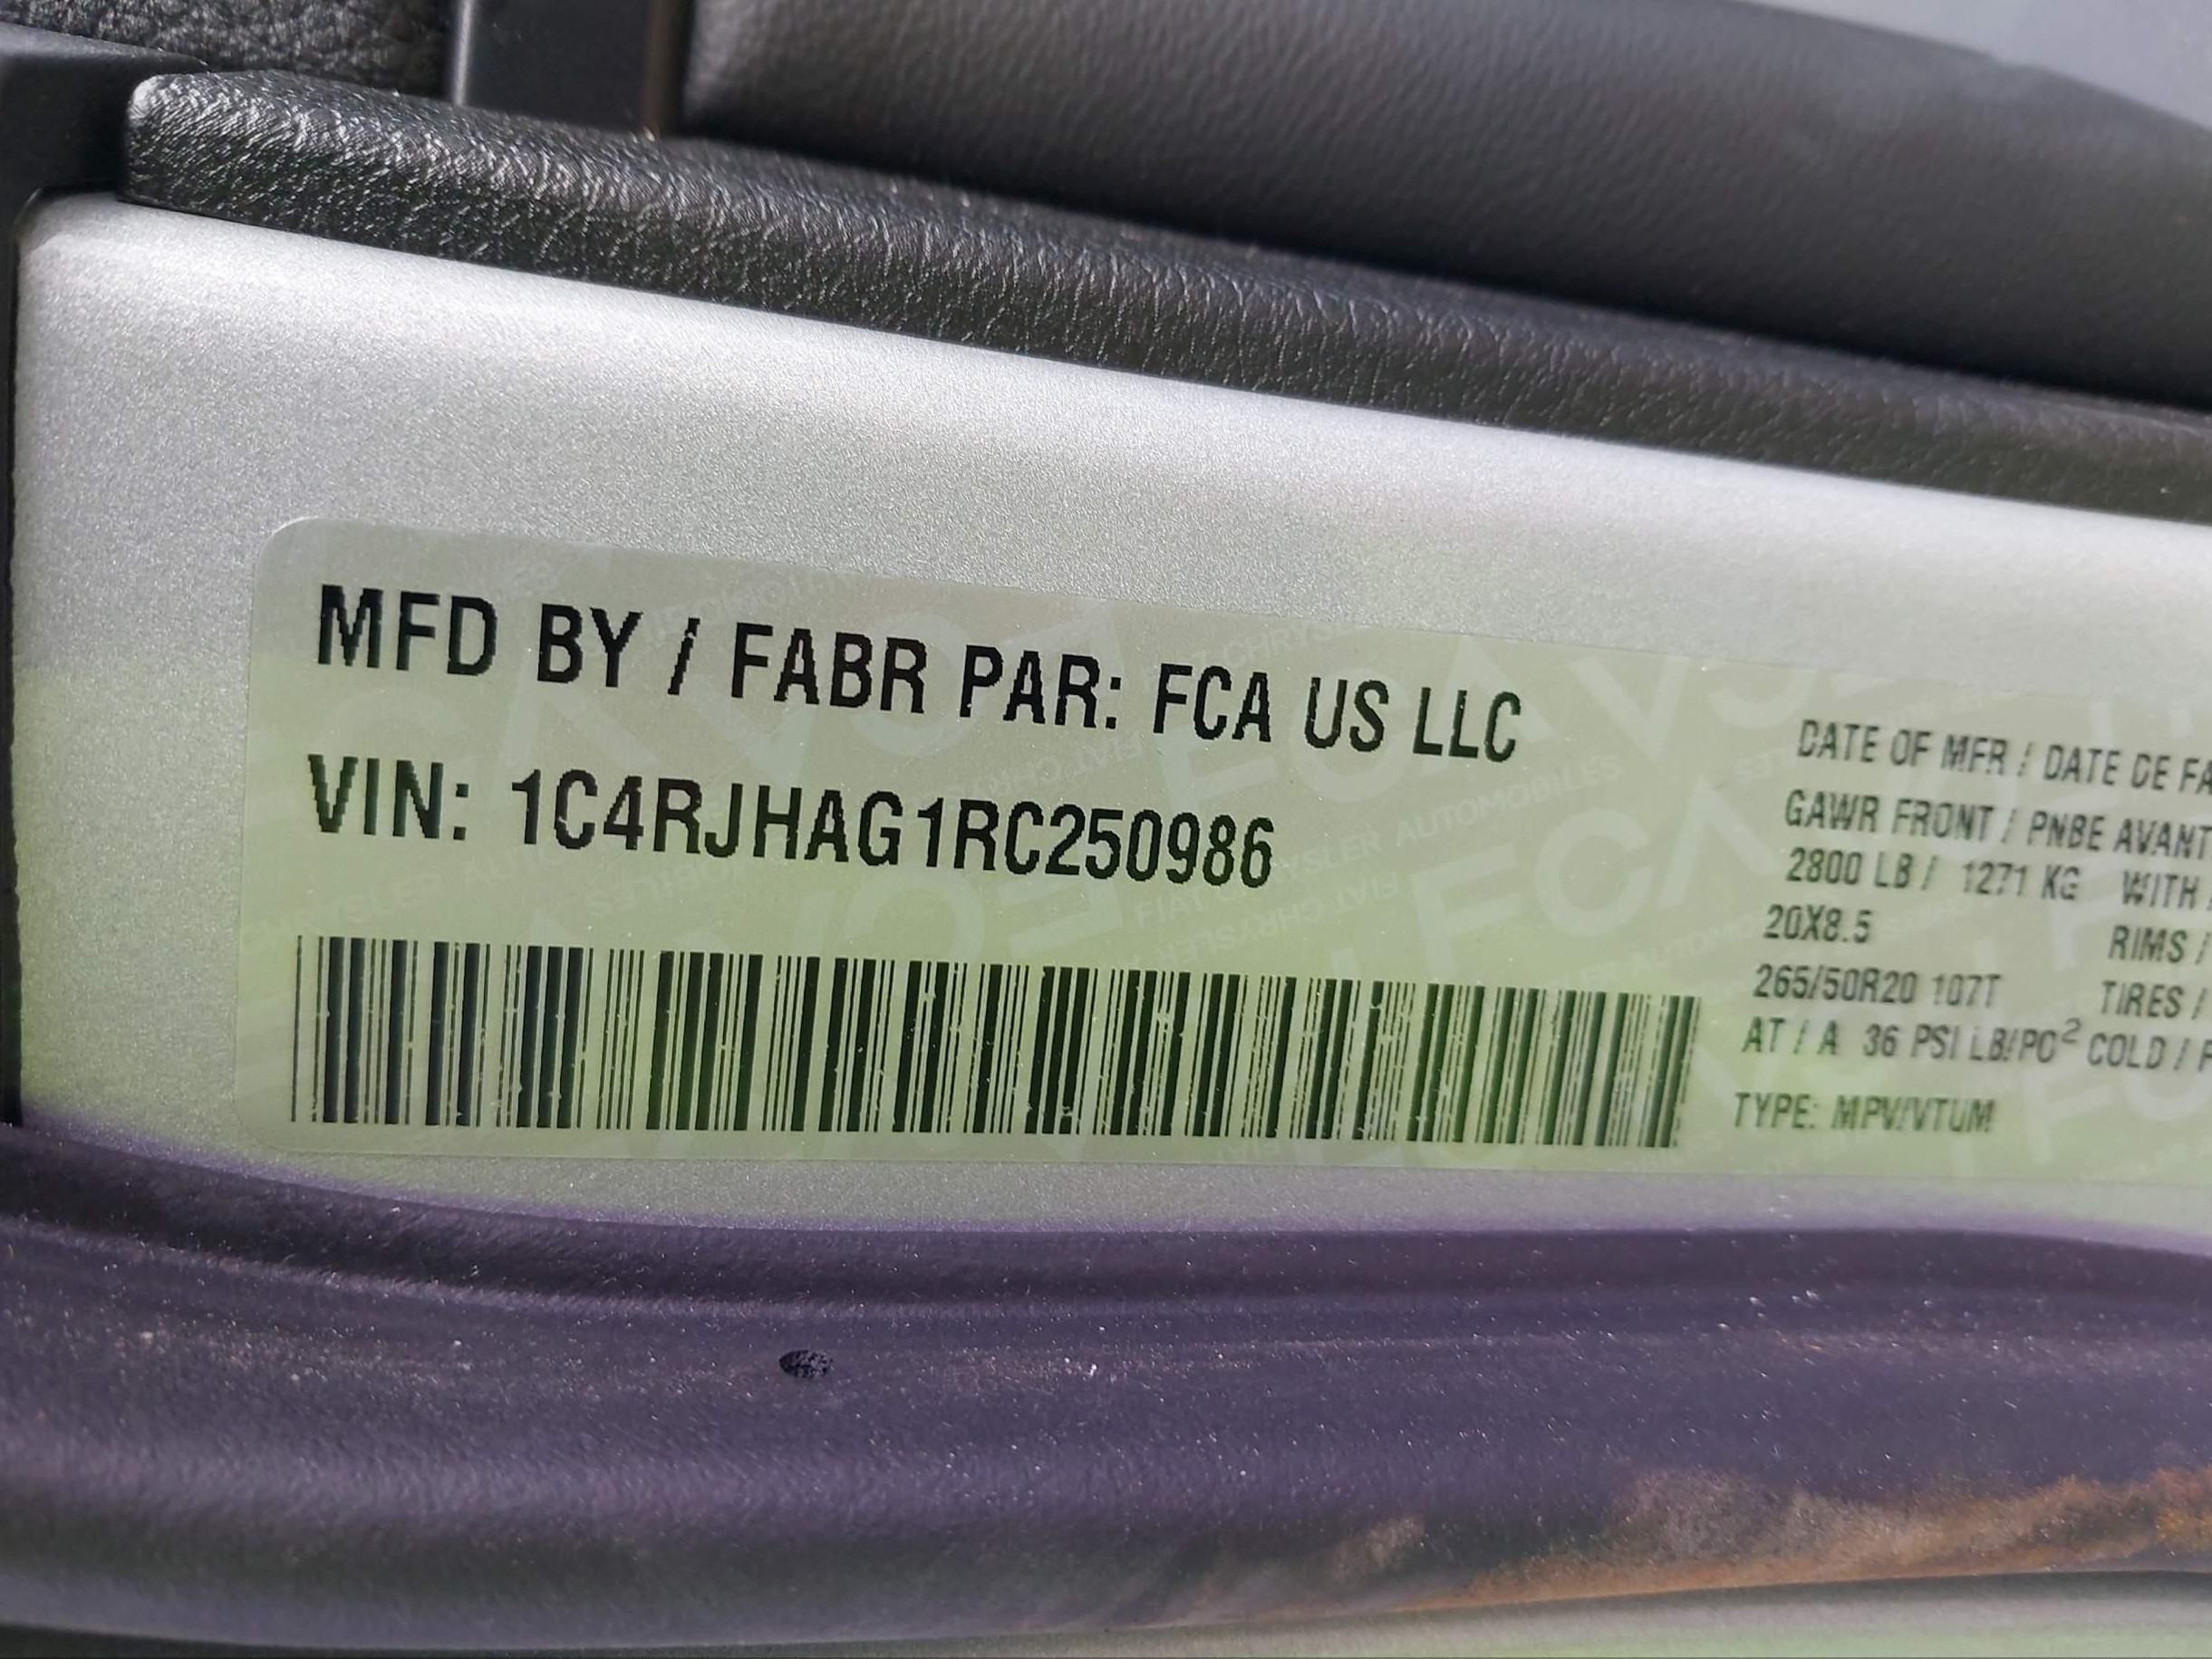 MFD BY / FABR PAR: FCA US LLC
VIN: 1C4RJHAG1RC250986
DATE OF MFR / DATE DE FA
GAWR FRONT / PNBE AVANT
2800 LB / 1271 KG WITH /
20X8.5 RIMS /
265/50R20 107T TIRES /
AT / A 36 PSI LB/PO² COLD / F
TYPE: MPV/VTUM